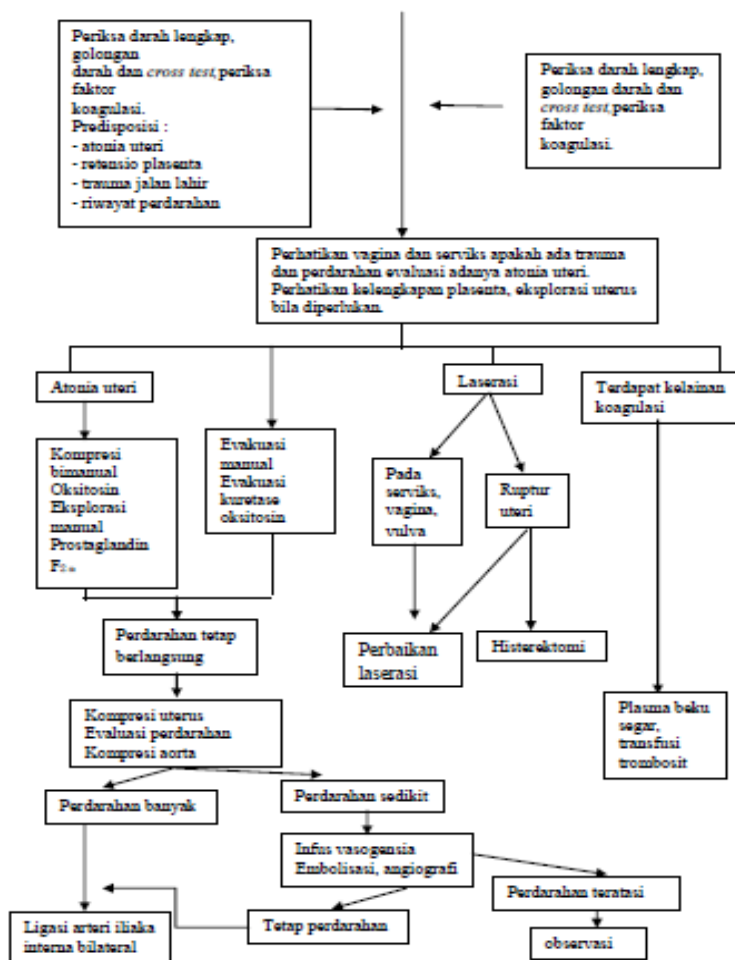 Periksa darah lengkap,
golongan
darah dan cross test,periksa
faktor
koagulasi.
Predisposisi :
- atonia uteri
- retensio plasenta
- trauma jalan lahir
- riwayat perdarahan
Periksa darah lengkap,
golongan darah dan
cross test,periksa
faktor
koagulasi.
Perhatikan vagina dan serviks apakah ada trauma
dan perdarahan evaluasi adanya atonia uteri.
Perhatikan kelengkapan plasenta, eksplorasi uterus
bila diperlukan.
Atonia uteri
Laserasi
Terdapat kelainan
koagulasi
Kompresi
bimanual
Oksitosin
Eksplorasi
manual
Prostaglandin
F2α
Evakuasi
manual
Evakuasi
kuretase
oksitosin
Pada
serviks,
vagina,
vulva
Ruptur
uteri
Perdarahan tetap
berlangsung
Perbaikan
laserasi
Histerektomi
Kompresi uterus
Evaluasi perdarahan
Kompresi aorta
Plasma beku
segar,
transfusi
trombosit
Perdarahan banyak
Perdarahan sedikit
Infus vasogensia
Embolisasi, angiografi
Perdarahan teratasi
Ligasi arteri iliaka
interna bilateral
Tetap perdarahan
observasi